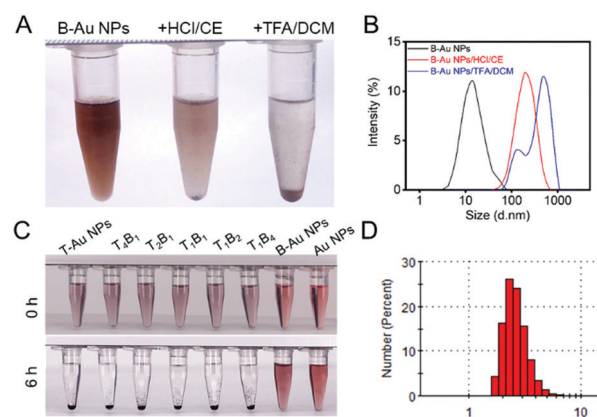 A
B-Au NPs
+HCl/CE
+TFA/DCM
B
B-Au NPs
B-Au NPs/HCl/CE
B-Au NPs/TFA/DCM
Intensity (%)
15
10
5
0
1
10
100
1000
Size (d.nm)
C
T-Au NPs
T₄B₁
T₂B₁
T₁B₁
T₁B₂
T₁B₄
B-Au NPs
Au NPs
0 h
6 h
D
Number (Percent)
30
20
10
0
1
10